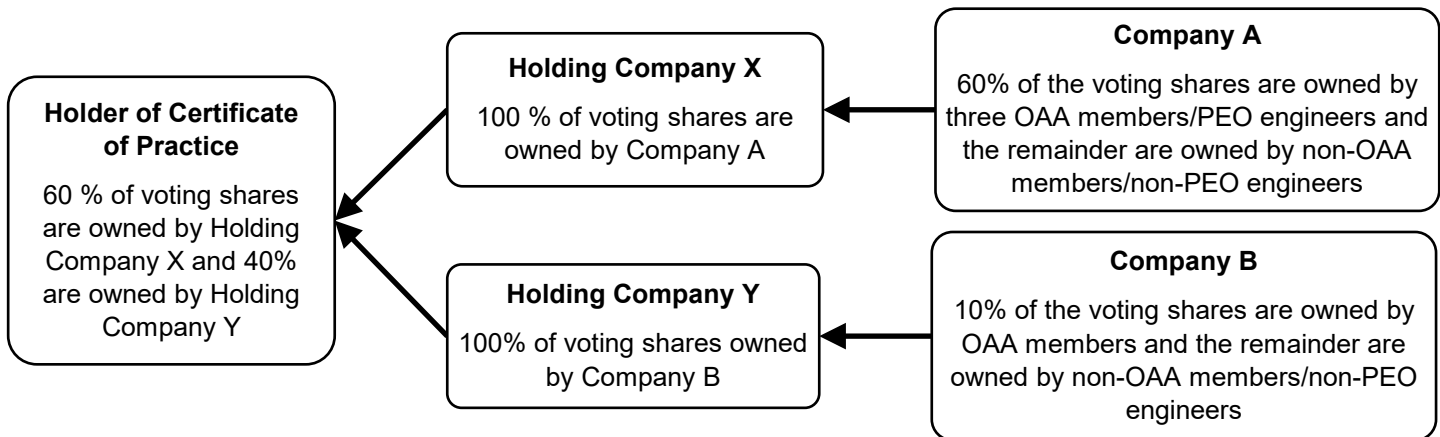 Holder of Certificate
of Practice
60 % of voting shares
are owned by Holding
Company X and 40%
are owned by Holding
Company Y
Holding Company X
100 % of voting shares are
owned by Company A
Company A
60% of the voting shares are owned by
three OAA members/PEO engineers and
the remainder are owned by non-OAA
members/non-PEO engineers
Holding Company Y
100% of voting shares owned
by Company B
Company B
10% of the voting shares are owned by
OAA members and the remainder are
owned by non-OAA members/non-PEO
engineers